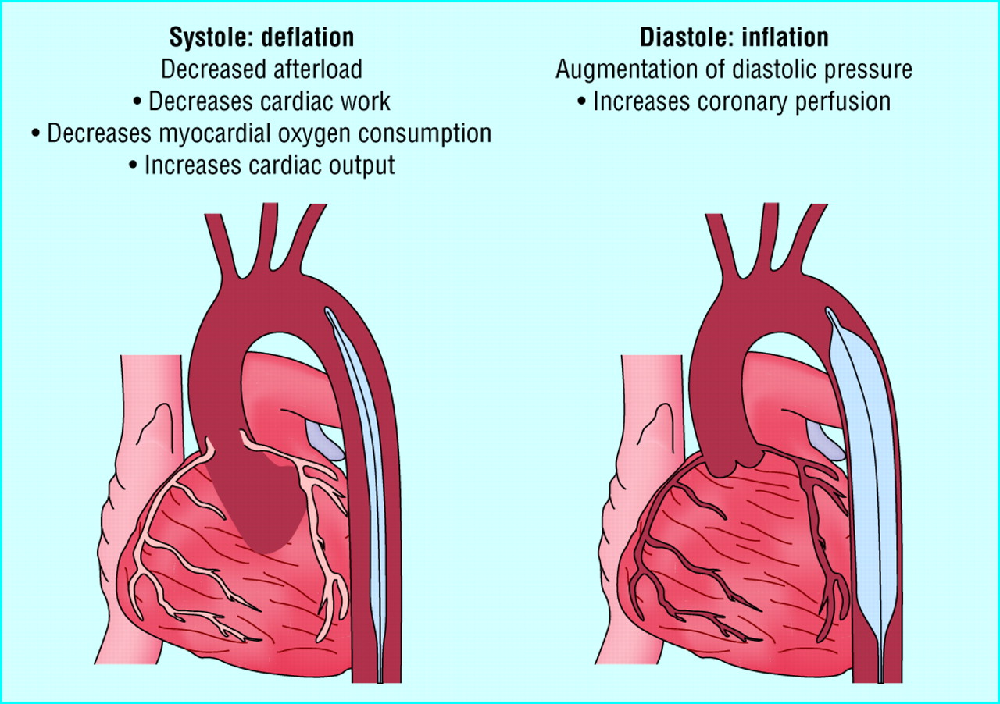 Systole: deflation
Decreased afterload
• Decreases cardiac work
• Decreases myocardial oxygen consumption
• Increases cardiac output
Diastole: inflation
Augmentation of diastolic pressure
• Increases coronary perfusion